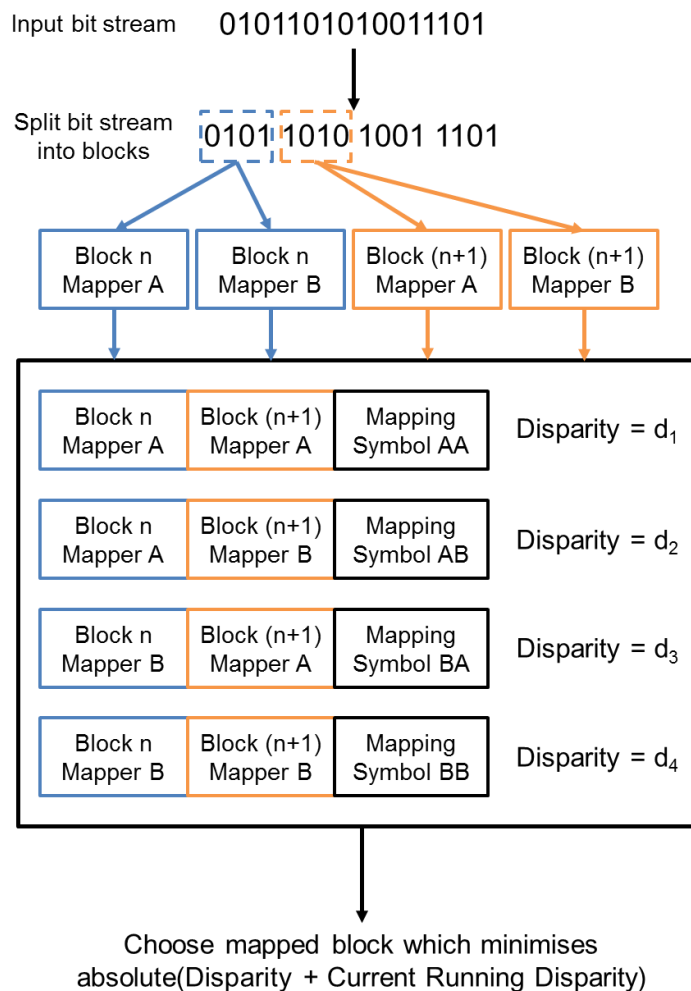 Input bit stream 0101101010011101
Split bit stream
into blocks
0101 1010 1001 1101
Block n
Mapper A
Block n
Mapper B
Block (n+1)
Mapper A
Block (n+1)
Mapper B
Block n
Mapper A
Block (n+1)
Mapper A
Mapping
Symbol AA
Disparity = d₁
Block n
Mapper A
Block (n+1)
Mapper B
Mapping
Symbol AB
Disparity = d₂
Block n
Mapper B
Block (n+1)
Mapper A
Mapping
Symbol BA
Disparity = d₃
Block n
Mapper B
Block (n+1)
Mapper B
Mapping
Symbol BB
Disparity = d₄
Choose mapped block which minimises
absolute(Disparity + Current Running Disparity)